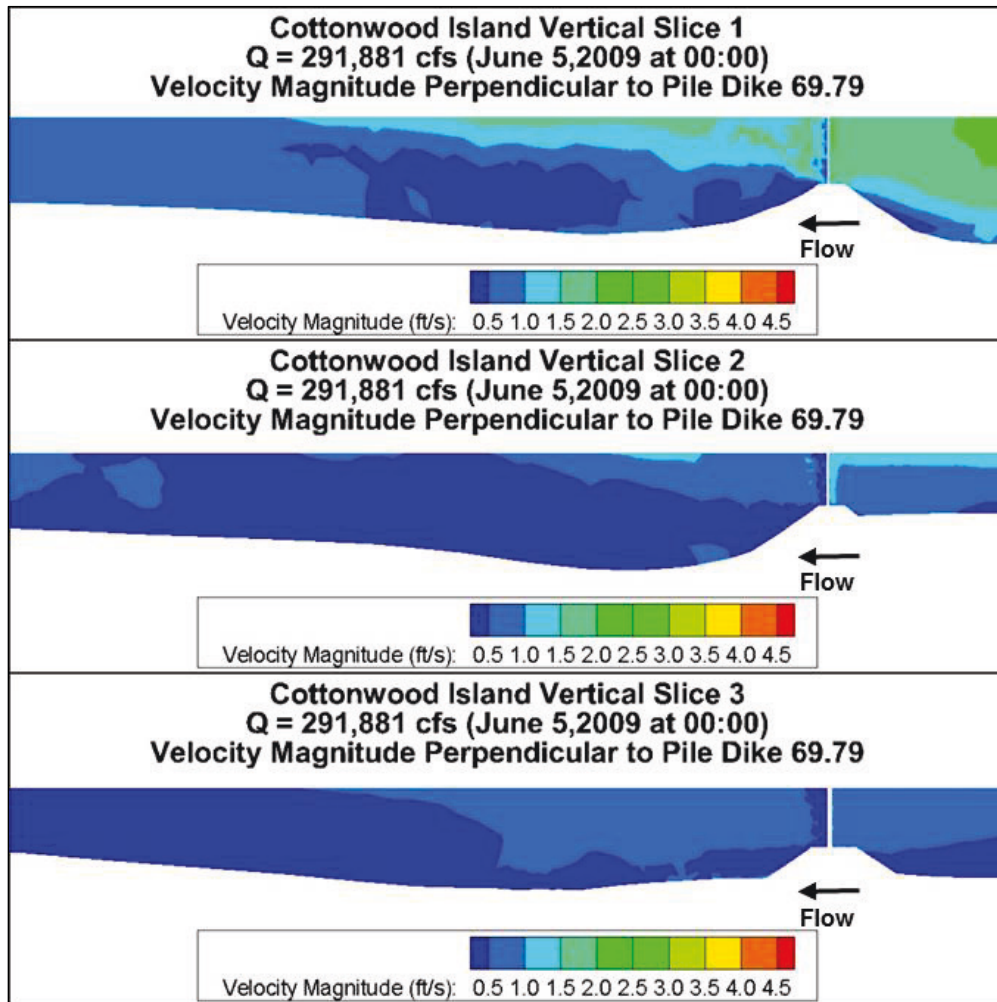 Cottonwood Island Vertical Slice 1
Q = 291,881 cfs (June 5,2009 at 00:00)
Velocity Magnitude Perpendicular to Pile Dike 69.79
Flow
Velocity Magnitude (ft/s): 0.5 1.0 1.5 2.0 2.5 3.0 3.5 4.0 4.5
Cottonwood Island Vertical Slice 2
Q = 291,881 cfs (June 5,2009 at 00:00)
Velocity Magnitude Perpendicular to Pile Dike 69.79
Flow
Velocity Magnitude (ft/s): 0.5 1.0 1.5 2.0 2.5 3.0 3.5 4.0 4.5
Cottonwood Island Vertical Slice 3
Q = 291,881 cfs (June 5,2009 at 00:00)
Velocity Magnitude Perpendicular to Pile Dike 69.79
Flow
Velocity Magnitude (ft/s): 0.5 1.0 1.5 2.0 2.5 3.0 3.5 4.0 4.5